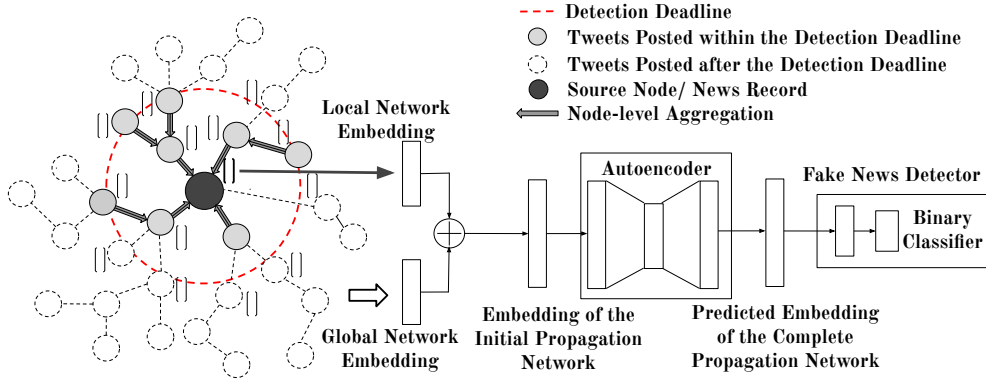 Detection Deadline
Tweets Posted within the Detection Deadline
Tweets Posted after the Detection Deadline
Source Node/ News Record
Node-level Aggregation
Local Network
Embedding
Global Network
Embedding
Embedding of the
Initial Propagation
Network
Autoencoder
Predicted Embedding
of the Complete
Propagation Network
Fake News Detector
Binary
Classifier